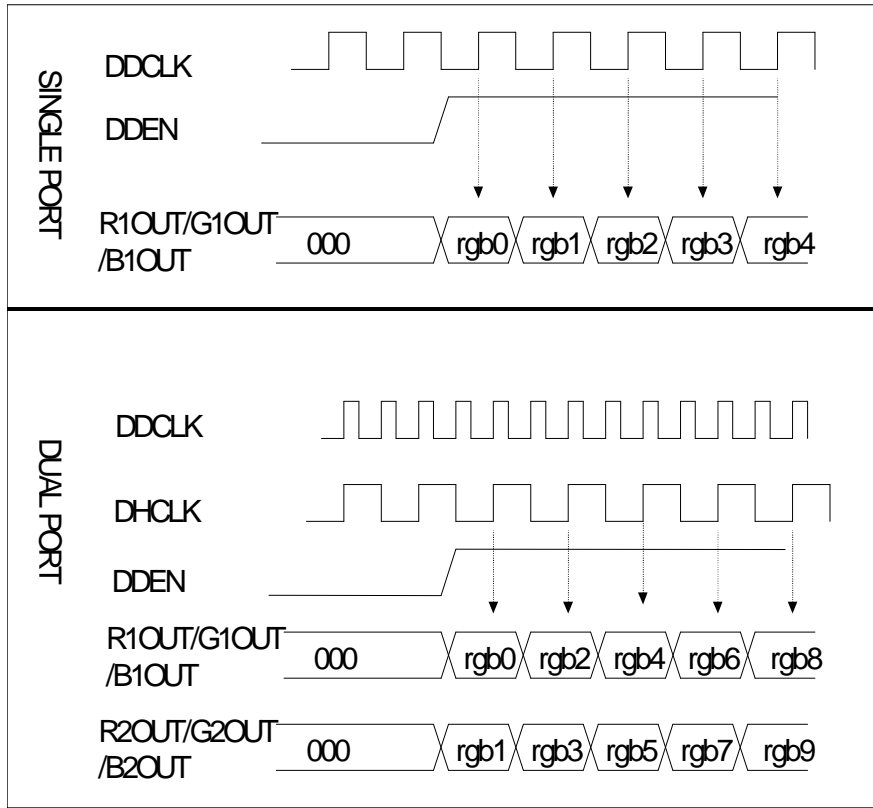 SINGLE PORT
DDCLK
DDEN
R1OUT/G1OUT
/B1OUT
000 rgb0 rgb1 rgb2 rgb3 rgb4
DUAL PORT
DDCLK
DHCLK
DDEN
R1OUT/G1OUT
/B1OUT
000 rgb0 rgb2 rgb4 rgb6 rgb8
R2OUT/G2OUT
/B2OUT
000 rgb1 rgb3 rgb5 rgb7 rgb9